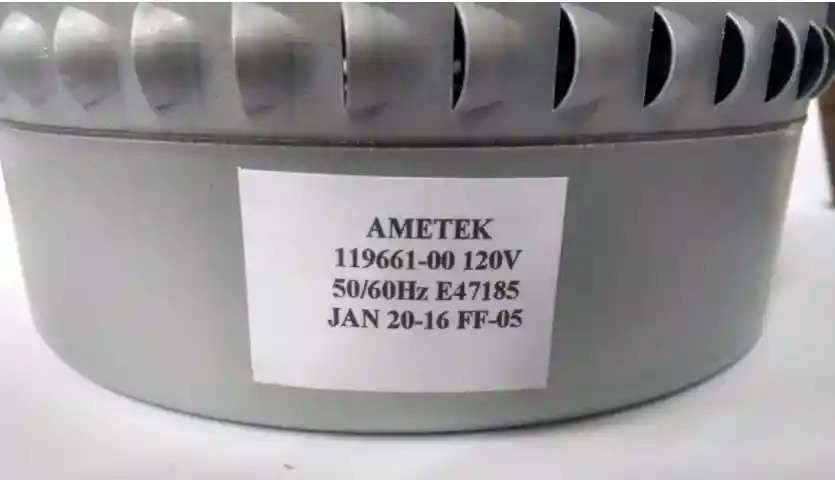 AMETEK
119661-00 120V
50/60Hz E47185
JAN 20-16 FF-05